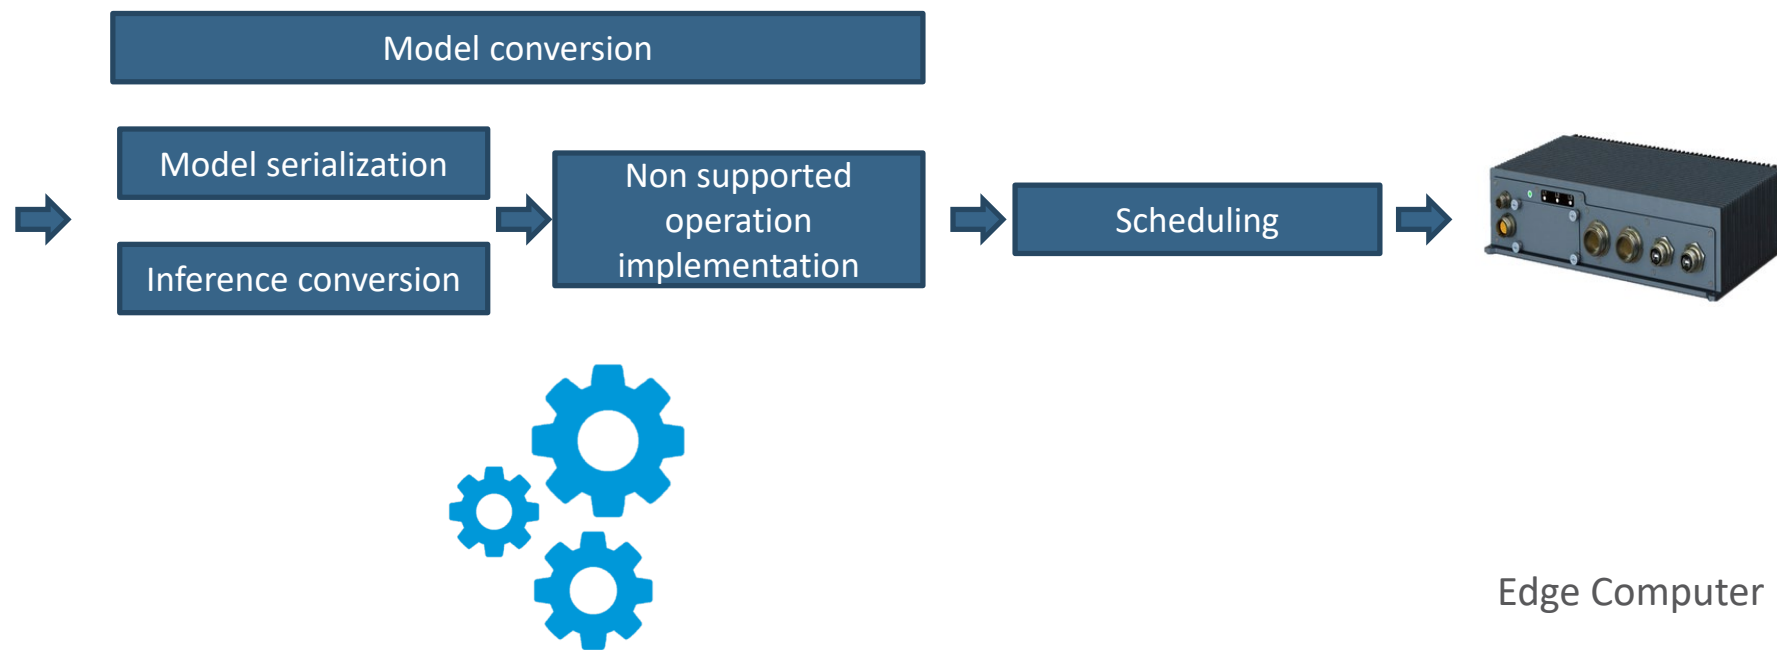 Model conversion
Model serialization
Inference conversion
Non supported
operation
implementation
Scheduling
Edge Computer